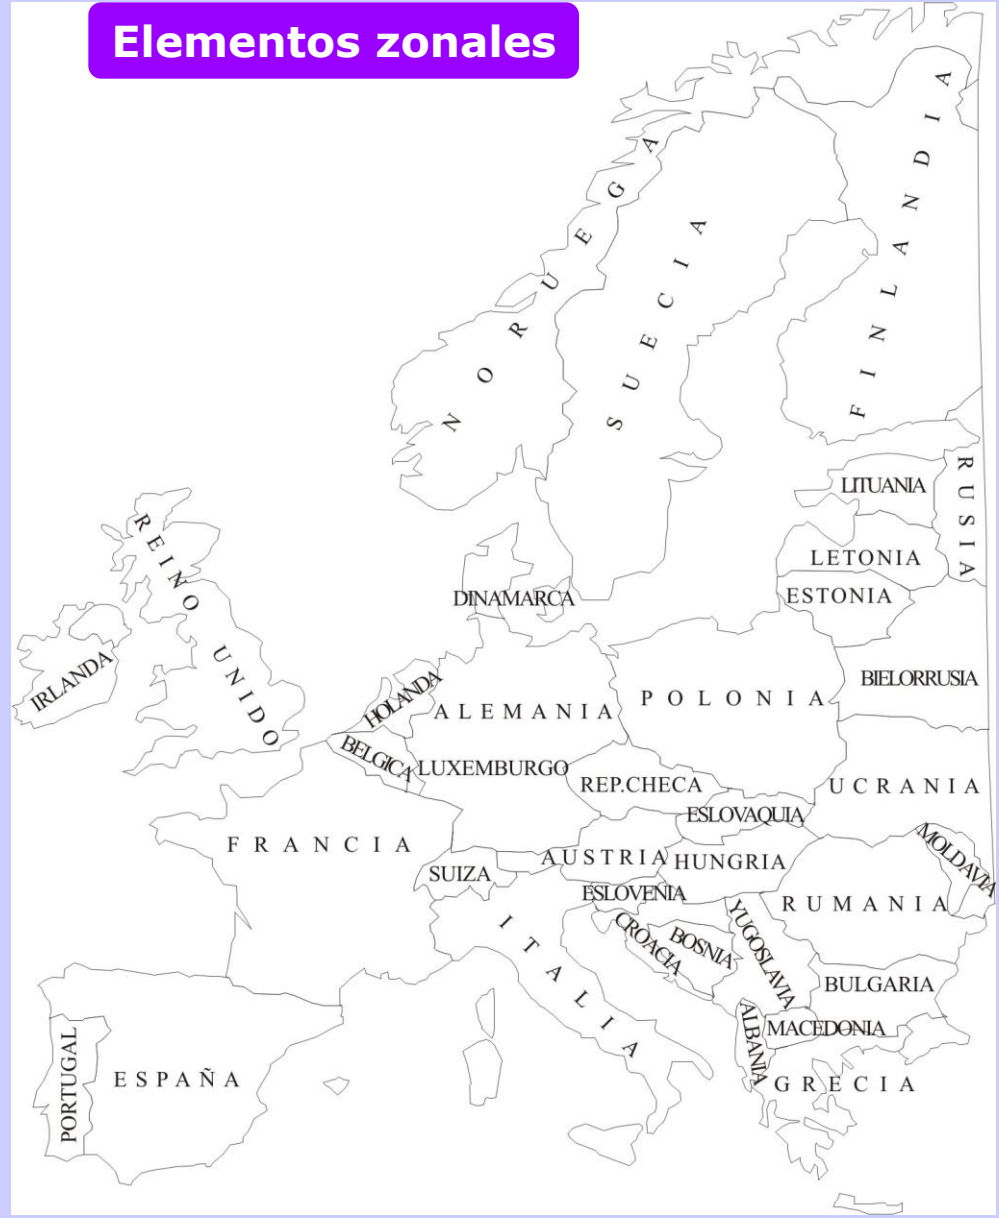 Elementos zonales
NORUEGA
SUECIA
FINLANDIA
RUSIA
LITUANIA
LETONIA
ESTONIA
REINO UNIDO
IRLANDA
DINAMARCA
BIELORRUSIA
HOLANDA
ALEMANIA
POLONIA
BELGICA
LUXEMBURGO
REP.CHECA
UCRANIA
ESLOVAQUIA
FRANCIA
SUIZA
AUSTRIA
HUNGRIA
MOLDAVIA
ESLOVENIA
RUMANIA
ITALIA
CROACIA
BOSNIA
YUGOSLAVIA
BULGARIA
ALBANIA
MACEDONIA
PORTUGAL
ESPAÑA
GRECIA